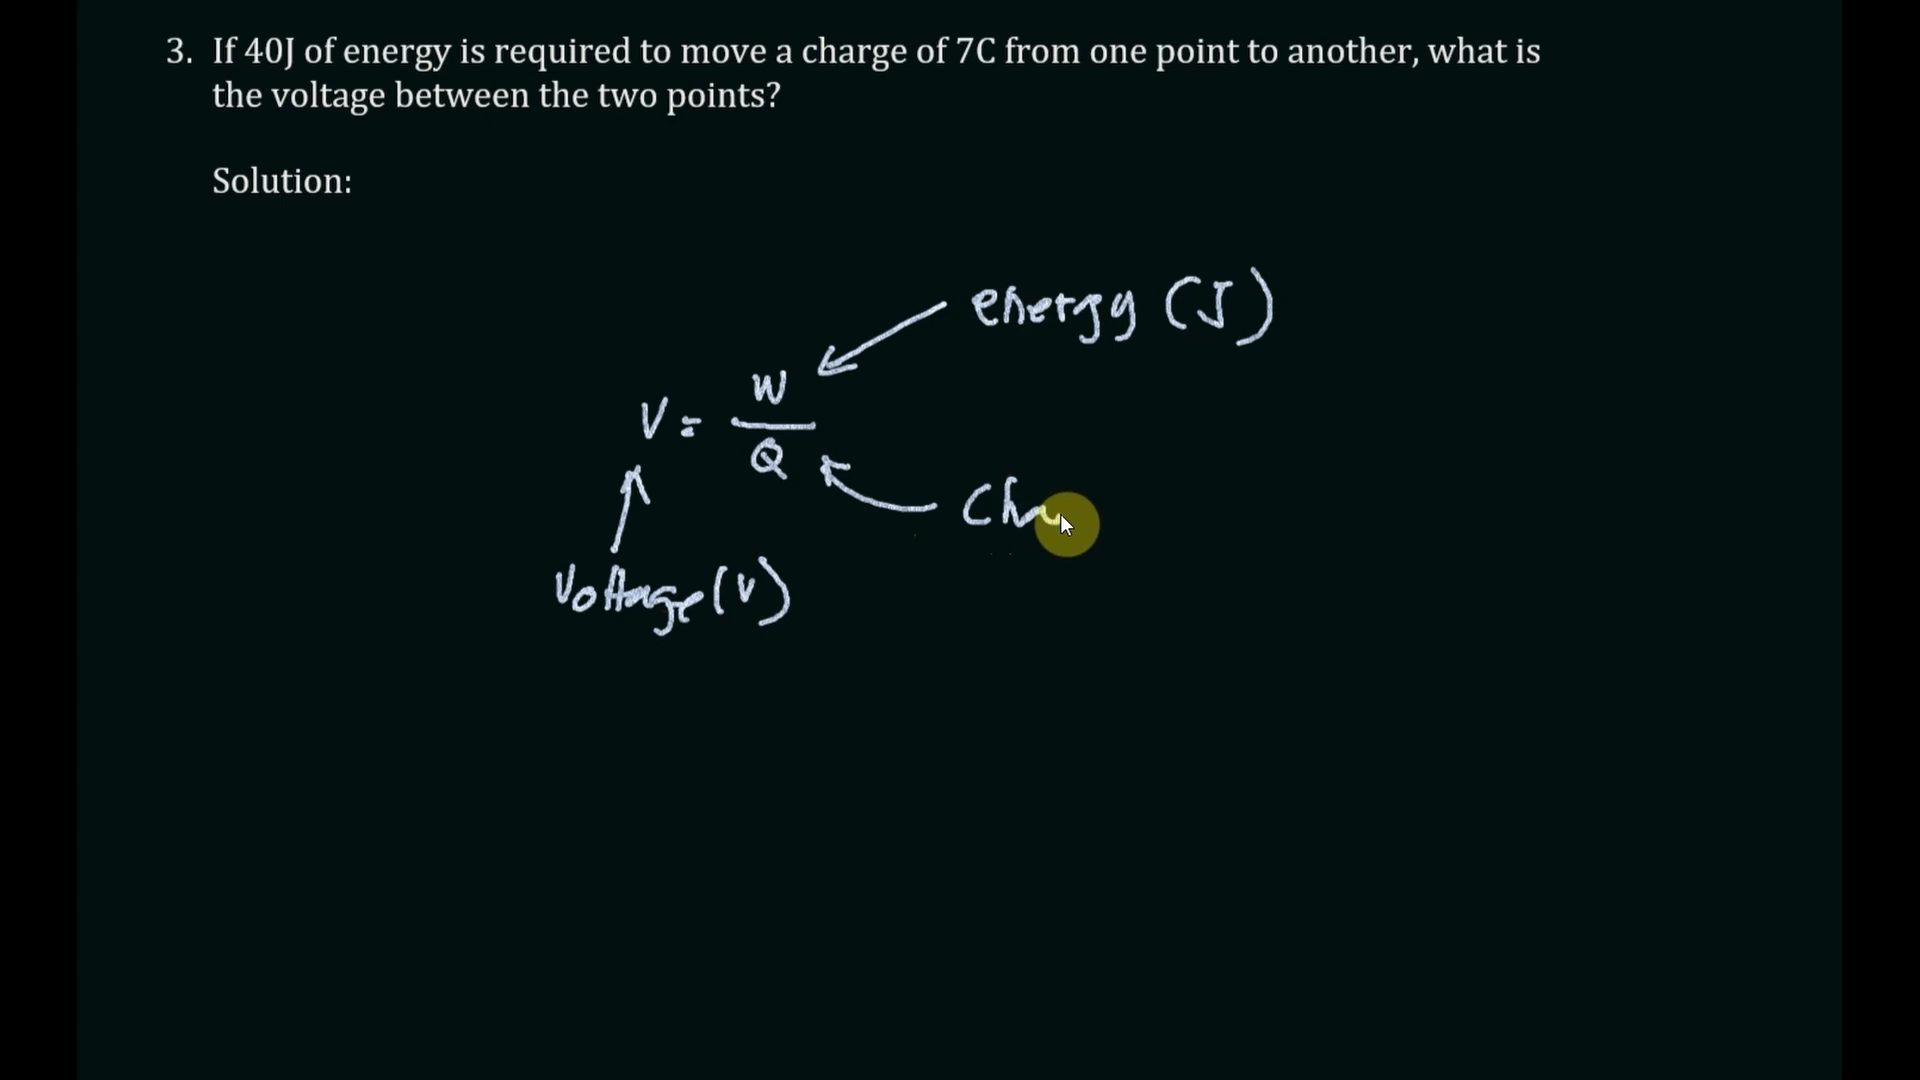 3. If 40J of energy is required to move a charge of 7C from one point to another, what is
the voltage between the two points?
Solution:
energy (J)
V = W
Q
Cha
Voltage (V)